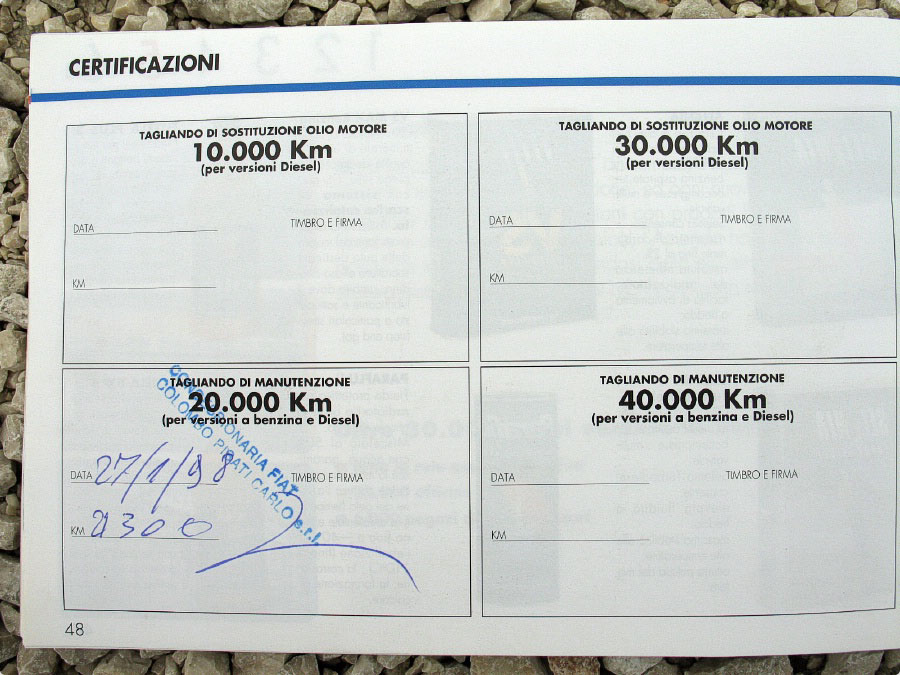 CERTIFICAZIONI
TAGLIANDO DI SOSTITUZIONE OLIO MOTORE
10.000 Km
(per versioni Diesel)
DATA
TIMBRO E FIRMA
KM
TAGLIANDO DI SOSTITUZIONE OLIO MOTORE
30.000 Km
(per versioni Diesel)
DATA
TIMBRO E FIRMA
KM
TAGLIANDO DI MANUTENZIONE
20.000 Km
(per versioni a benzina e Diesel)
CONCESSIONARIA FIAT
COLOMBO PIRATI CARLO s.r.l.
DATA 27/1/98
TIMBRO E FIRMA
KM
TAGLIANDO DI MANUTENZIONE
40.000 Km
(per versioni a benzina e Diesel)
DATA
TIMBRO E FIRMA
KM
48